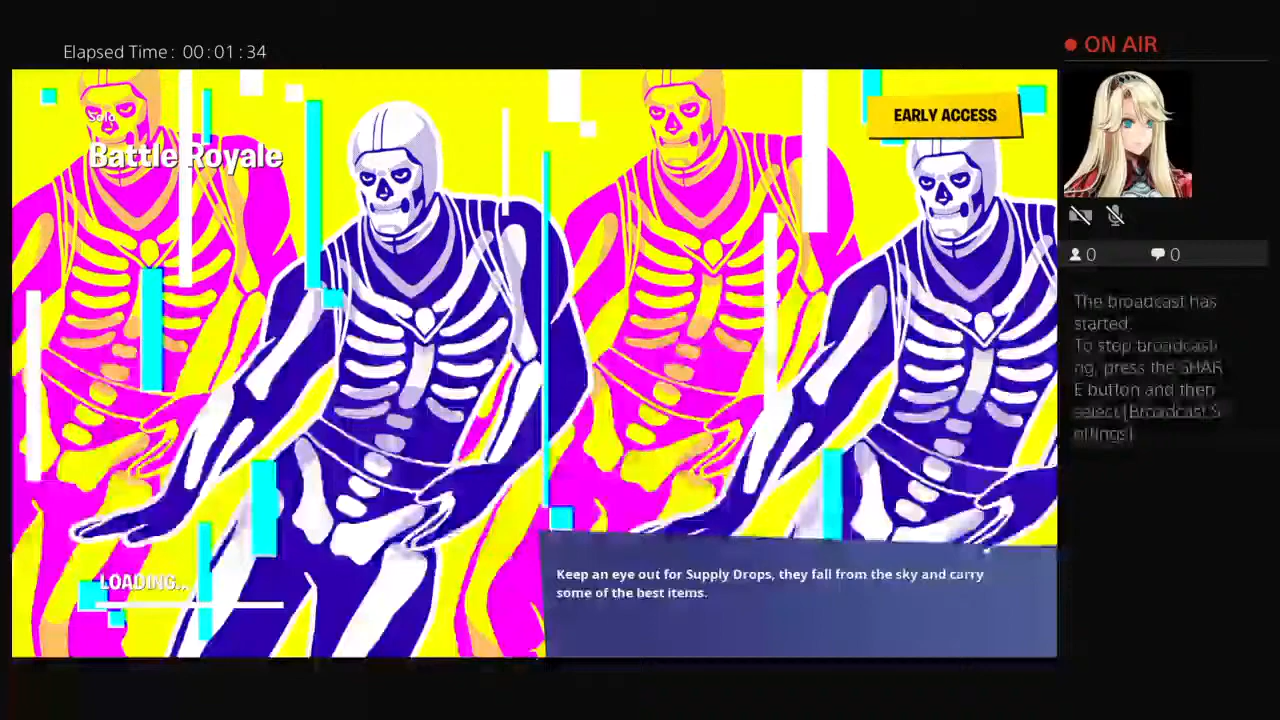 Elapsed Time: 00:01:34
ON AIR
Solo
Battle Royale
EARLY ACCESS
0 0
The broadcast has
started.
To stop broadcasti
ng, press the SHAR
E button and then
select [Broadcast S
ettings].
LOADING..
Keep an eye out for Supply Drops, they fall from the sky and carry
some of the best items.